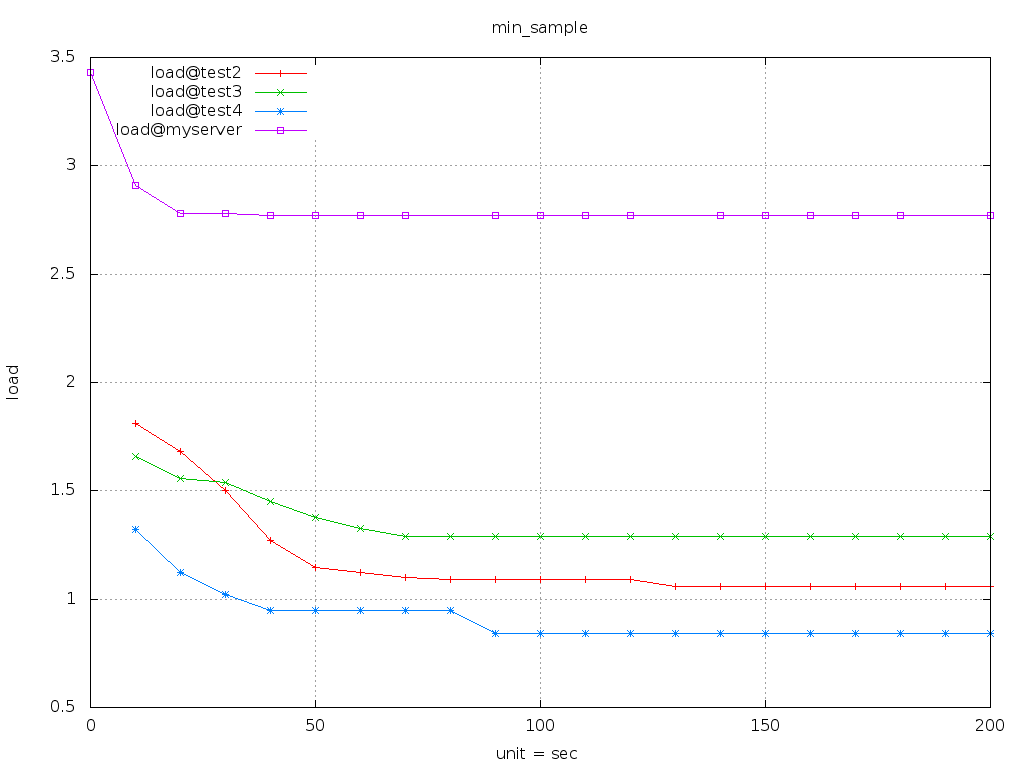 min_sample
3.5
3
2.5
2
1.5
1
0.5
load
load@test2
load@test3
load@test4
load@myserver
0 50 100 150 200
unit = sec